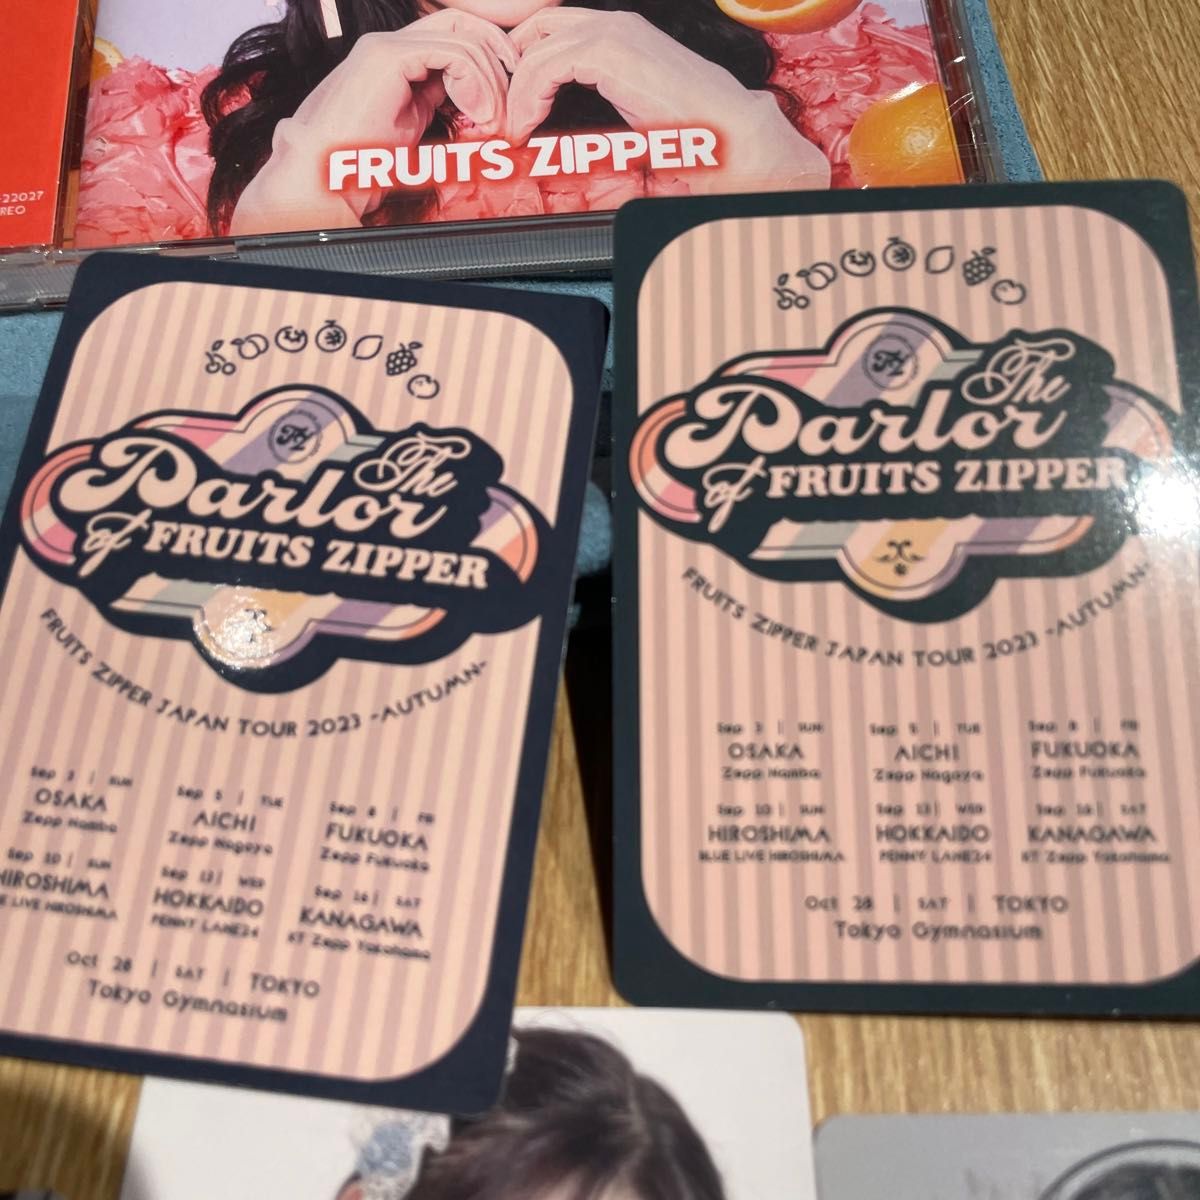 -22027
REO
FRUITS ZIPPER
The
Parlor
of FRUITS ZIPPER
FRUITS ZIPPER JAPAN TOUR 2023 -AUTUMN-
Sep 3 | SUN
OSAKA
Zepp Namba
Sep 5 | TUE
AICHI
Zepp Nagoya
Sep 8 | FRI
FUKUOKA
Zepp Fukuoka
Sep 10 | SUN
HIROSHIMA
E LIVE HIROSHIMA
Sep 13 | WED
HOKKAIDO
PENNY LANE24
Sep 16 | SAT
KANAGAWA
KT Zepp Yokohama
Oct 28 | SAT | TOKYO
Tokyo Gymnasium
The
Parlor
of FRUITS ZIPPER
FRUITS ZIPPER JAPAN TOUR 2023 -AUTUMN-
Sep 3 | SUN
OSAKA
Zepp Namba
Sep 5 | TUE
AICHI
Zepp Nagoya
Sep 8 | FRI
FUKUOKA
Zepp Fukuoka
Sep 10 | SUN
HIROSHIMA
BLUE LIVE HIROSHIMA
Sep 13 | WED
HOKKAIDO
PENNY LANE24
Sep 16 | SAT
KANAGAWA
KT Zepp Yokohama
Oct 28 | SAT | TOKYO
Tokyo Gymnasium